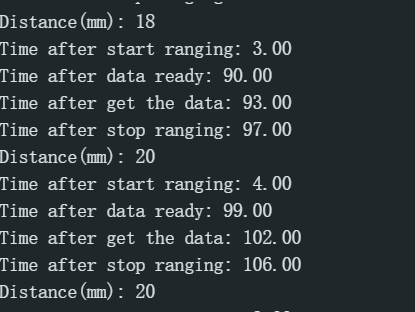 Distance(mm): 18
Time after start ranging: 3.00
Time after data ready: 90.00
Time after get the data: 93.00
Time after stop ranging: 97.00
Distance(mm): 20
Time after start ranging: 4.00
Time after data ready: 99.00
Time after get the data: 102.00
Time after stop ranging: 106.00
Distance(mm): 20